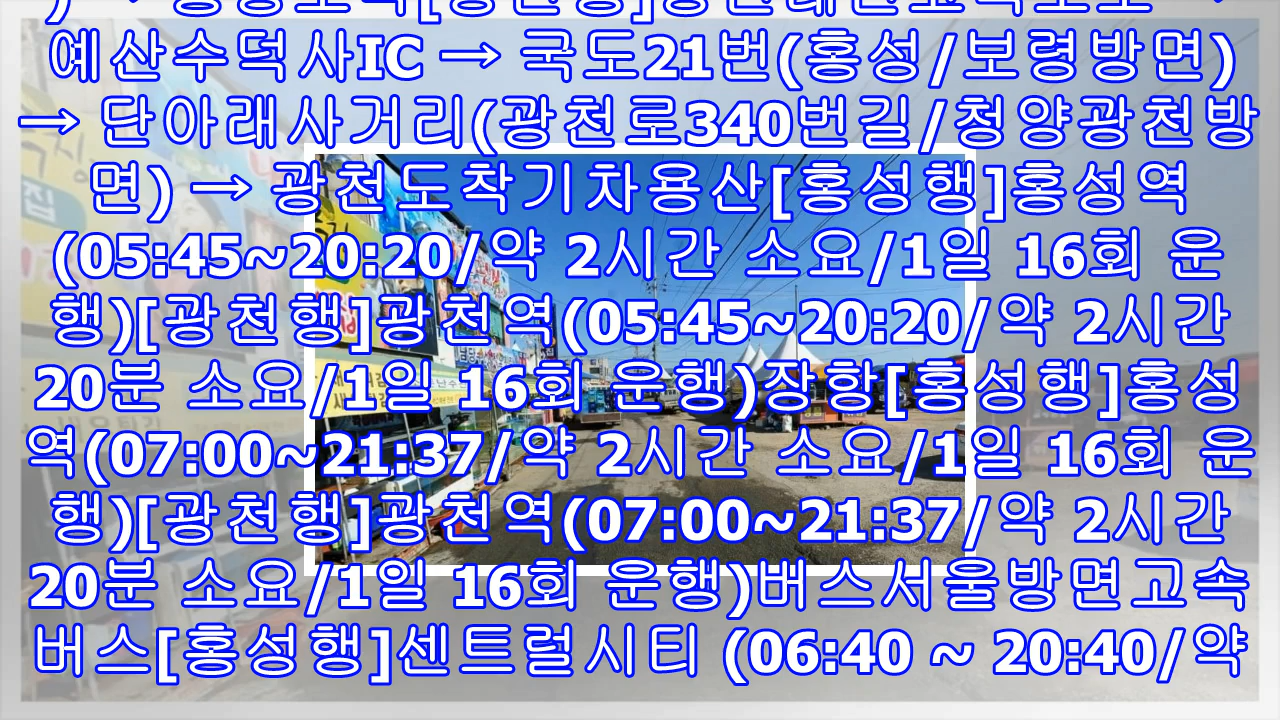 예산수덕사IC → 국도21번(홍성/보령방면)
→ 단아래사거리(광천로340번길/청양광천방
면) → 광천도착기차용산[홍성행]홍성역
(05:45~20:20/약 2시간 소요/1일 16회 운
행)[광천행]광천역(05:45~20:20/약 2시간
20분 소요/1일 16회 운행)장항[홍성행]홍성
역(07:00~21:37/약 2시간 소요/1일 16회 운
행)[광천행]광천역(07:00~21:37/약 2시간
20분 소요/1일 16회 운행)버스서울방면고속
버스[홍성행]센트럴시티 (06:40 ~ 20:40/약